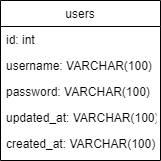 users
id: int
username: VARCHAR(100)
password: VARCHAR(100)
updated_at: VARCHAR(100)
created_at: VARCHAR(100)